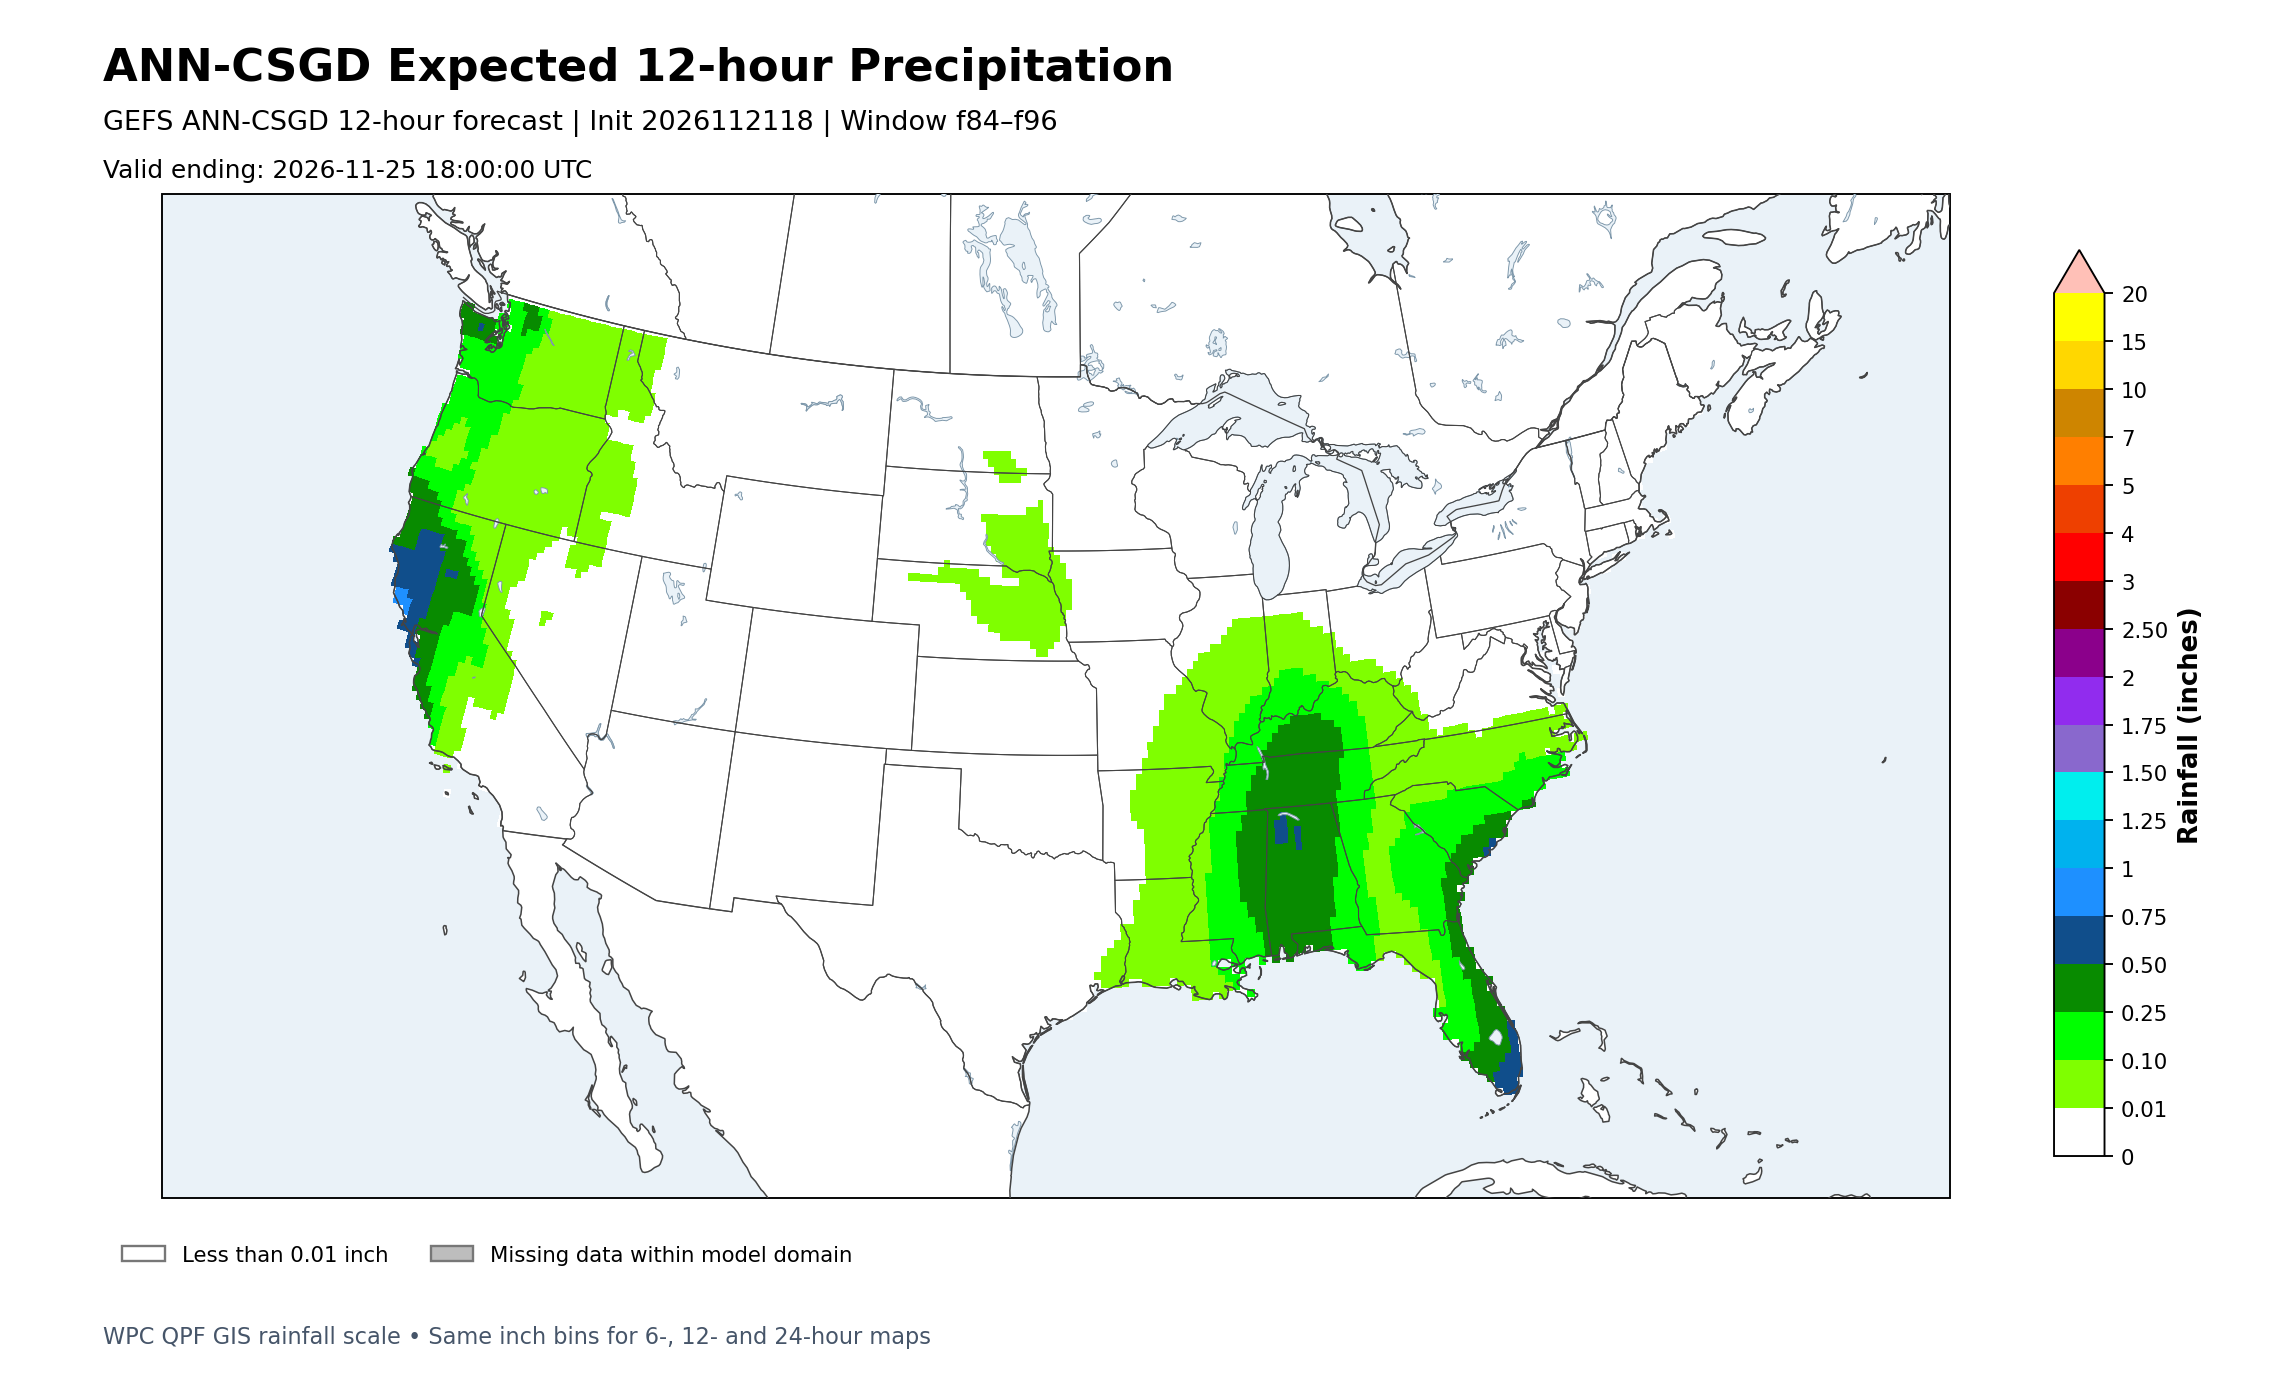 ANN-CSGD Expected 12-hour Precipitation
GEFS ANN-CSGD 12-hour forecast | Init 2026112118 | Window f84–f96
Valid ending: 2026-11-25 18:00:00 UTC
20
15
10
7
5
4
3
2.50
2
1.75
1.50
1.25
1
0.75
0.50
0.25
0.10
0.01
0
Rainfall (inches)
Less than 0.01 inch
Missing data within model domain
WPC QPF GIS rainfall scale • Same inch bins for 6-, 12- and 24-hour maps